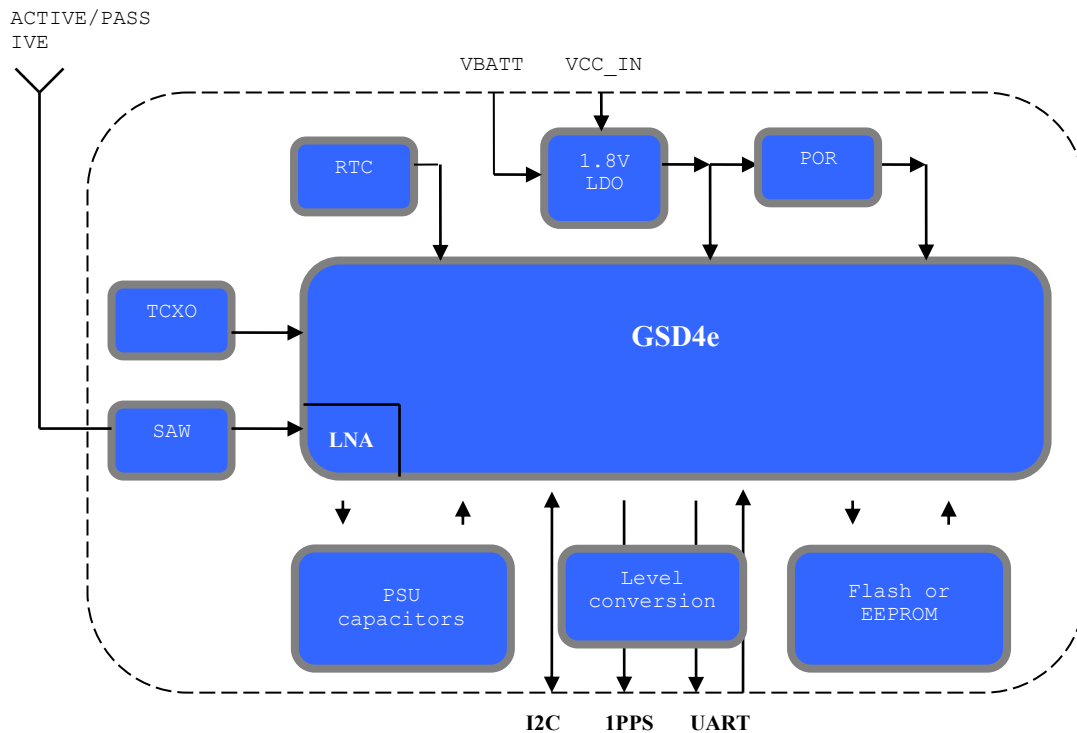 ACTIVE/PASS
IVE
VBATT
VCC_IN
RTC
1.8V
LDO
POR
TCXO
GSD4e
SAW
LNA
PSU
capacitors
Level
conversion
Flash or
EEPROM
I2C
1PPS
UART